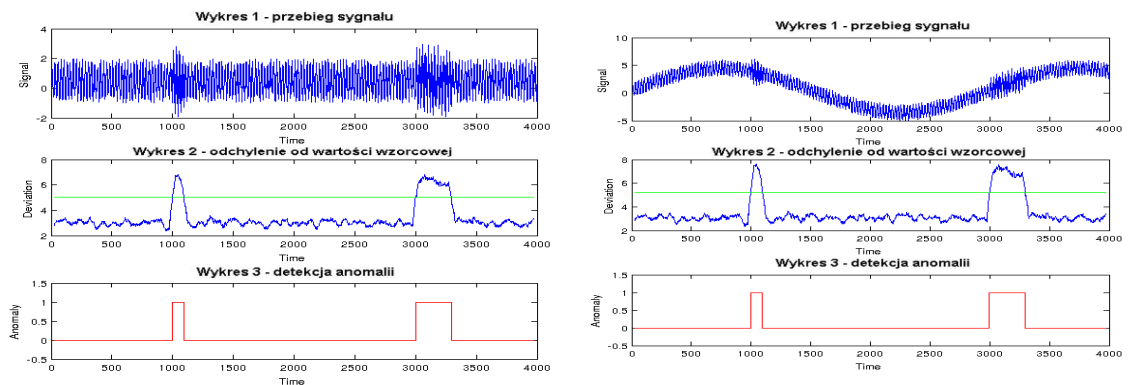 Wykres 1 - przebieg sygnału
4
2
0
-2
Signal
0 500 1000 1500 2000 2500 3000 3500 4000
Time
Wykres 2 - odchylenie od wartości wzorcowej
8
6
4
2
Deviation
0 500 1000 1500 2000 2500 3000 3500 4000
Time
Wykres 3 - detekcja anomalii
1.5
1
0.5
0
-0.5
Anomaly
0 500 1000 1500 2000 2500 3000 3500 4000
Time
Wykres 1 - przebieg sygnału
10
5
0
-5
Signal
0 500 1000 1500 2000 2500 3000 3500 4000
Time
Wykres 2 - odchylenie od wartości wzorcowej
8
6
4
2
Deviation
0 500 1000 1500 2000 2500 3000 3500 4000
Time
Wykres 3 - detekcja anomalii
1.5
1
0.5
0
-0.5
Anomaly
0 500 1000 1500 2000 2500 3000 3500 4000
Time